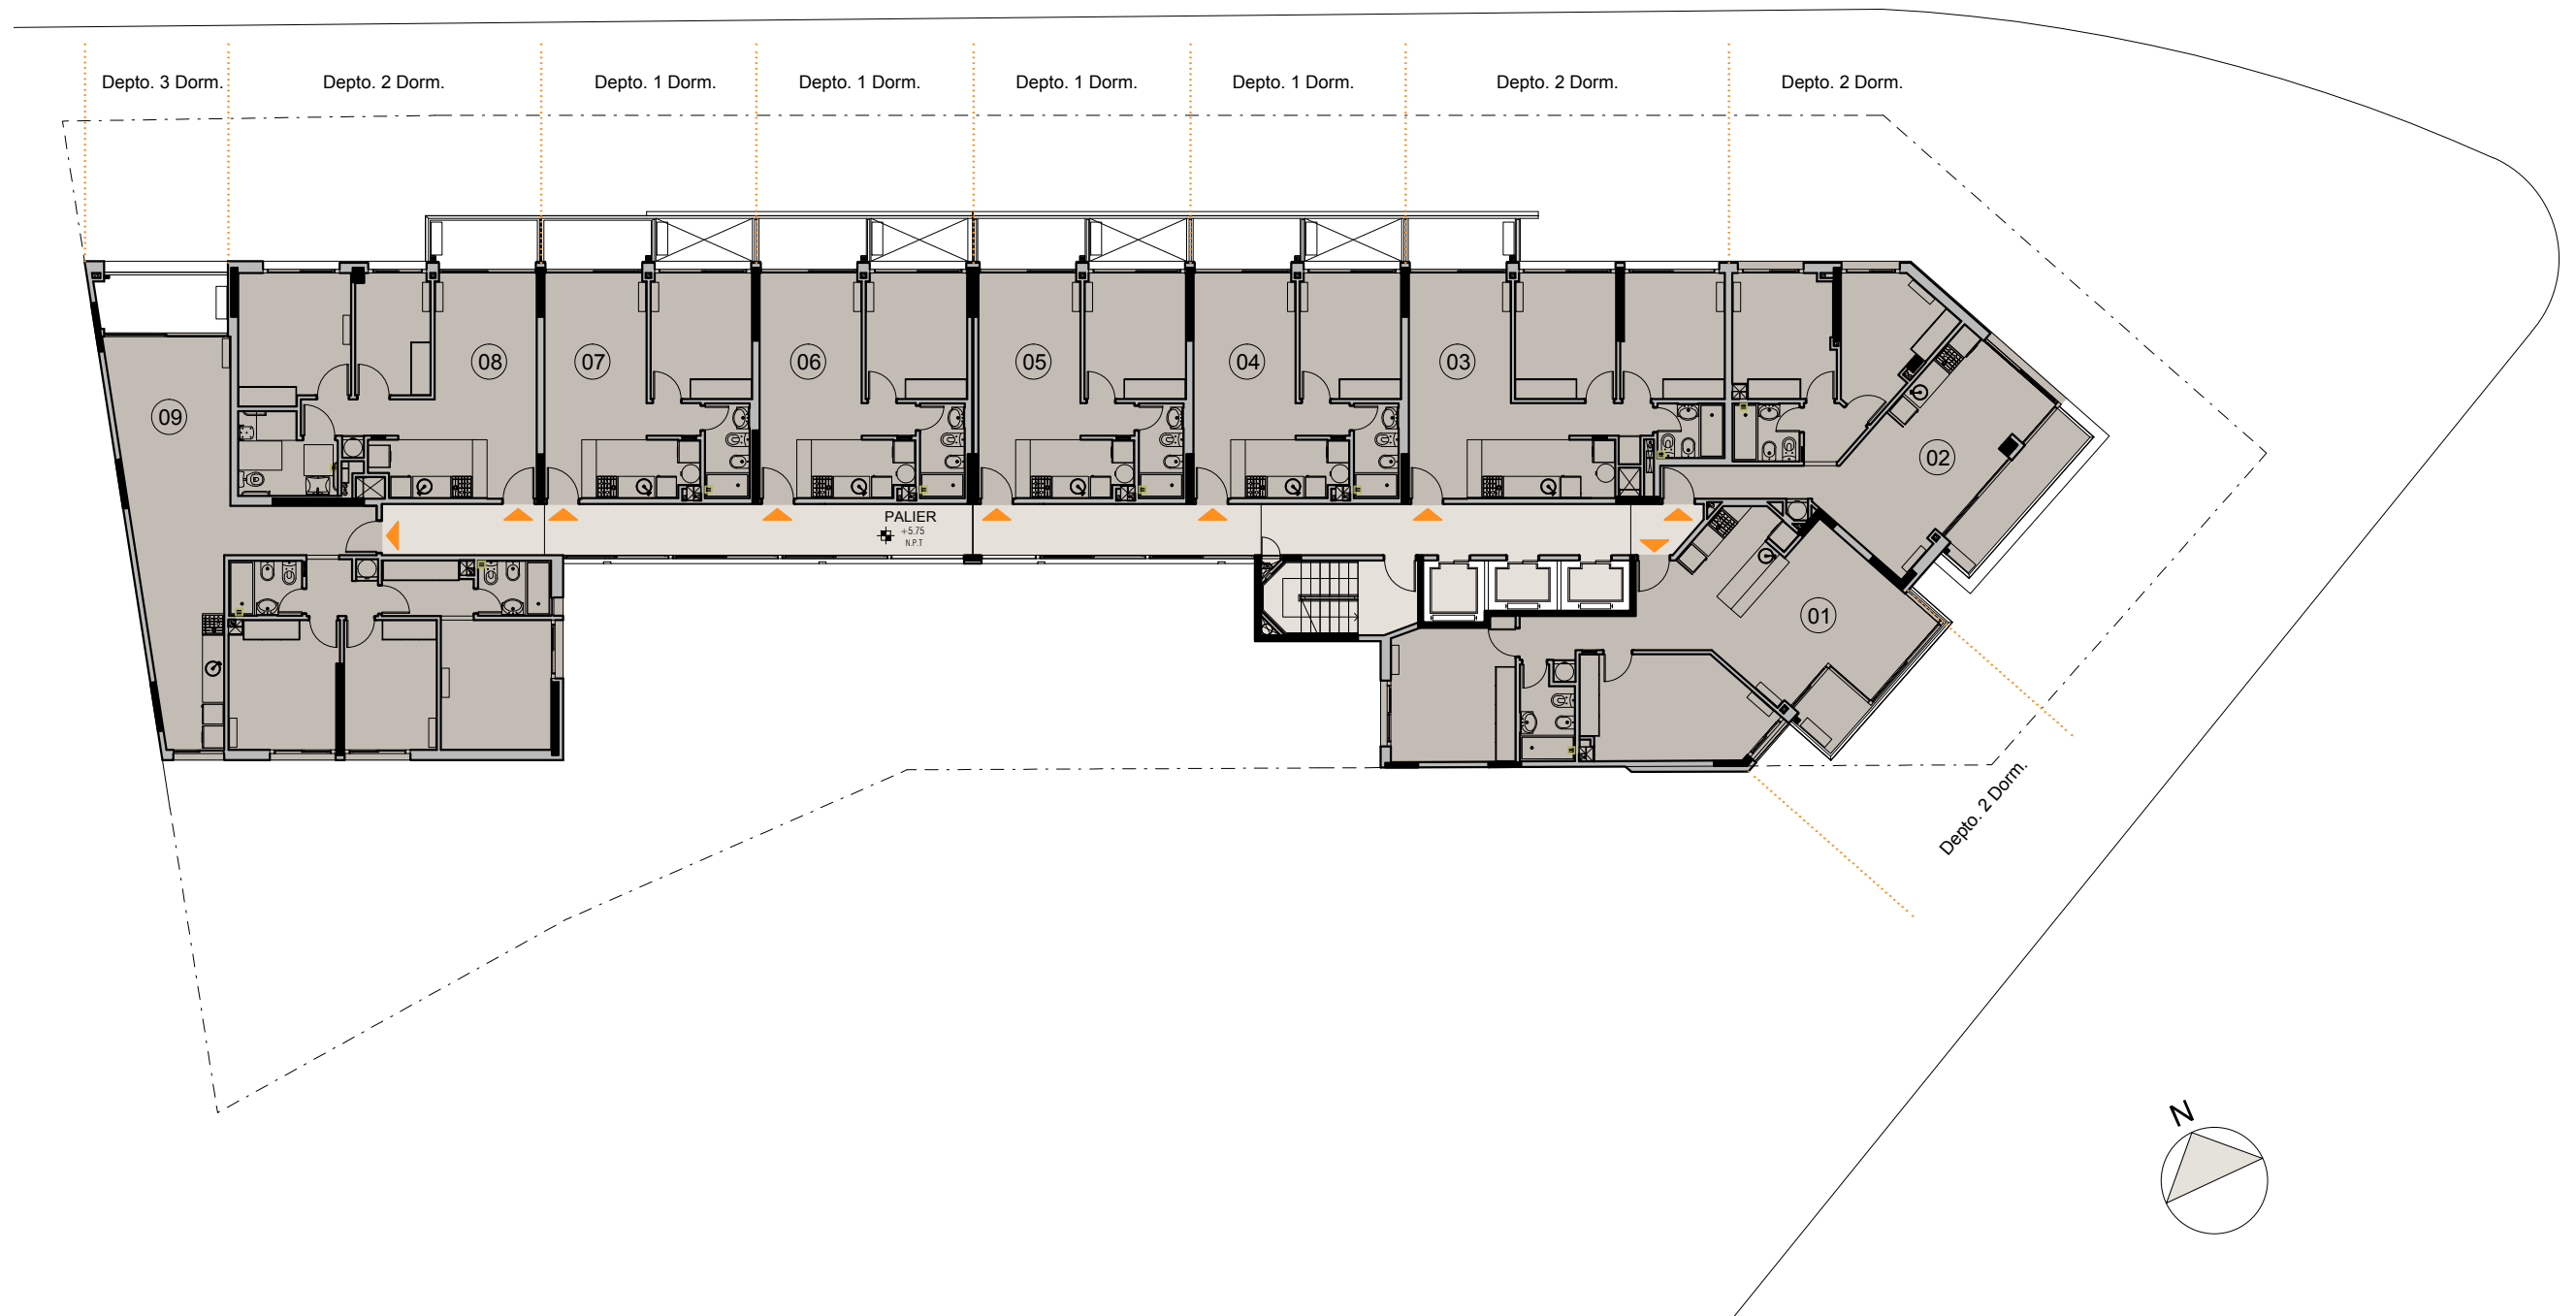 Depto. 3 Dorm.
Depto. 2 Dorm.
Depto. 1 Dorm.
Depto. 1 Dorm.
Depto. 1 Dorm.
Depto. 1 Dorm.
Depto. 2 Dorm.
Depto. 2 Dorm.
08
07
06
05
04
03
09
02
PALIER
+5.75
N.P.T
01
Depto. 2 Dorm.
N